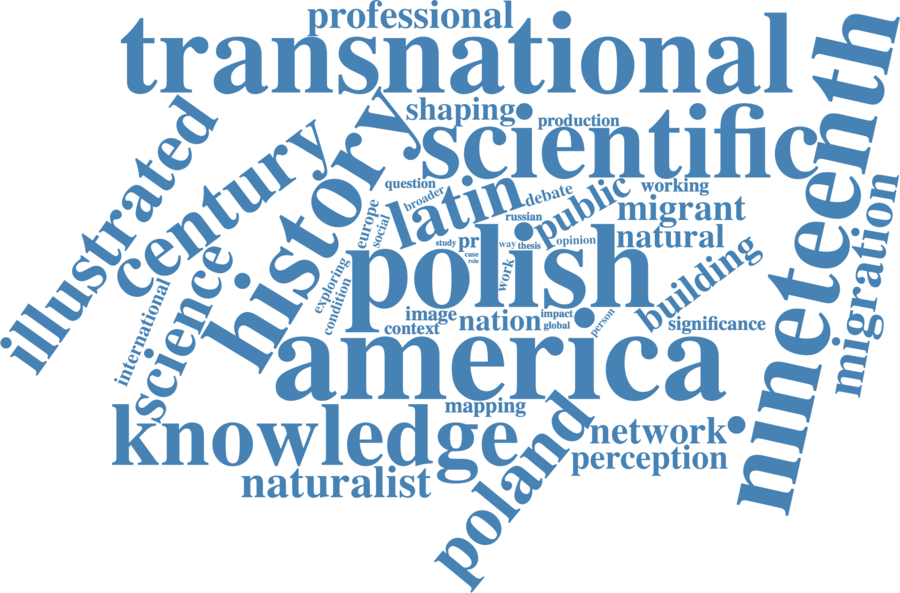 professional
transnational
shaping
production
scientific
nineteenth
illustrated
century
history
question
broader
latin
debate
public
working
europe
social
russian
migrant
natural
study
pr
way
thesis
opinion
case
role
polish
work
migration
science
international
exploring
condition
image
context
nation
impact
global
person
building
significance
america
mapping
knowledge
poland
network
perception
naturalist